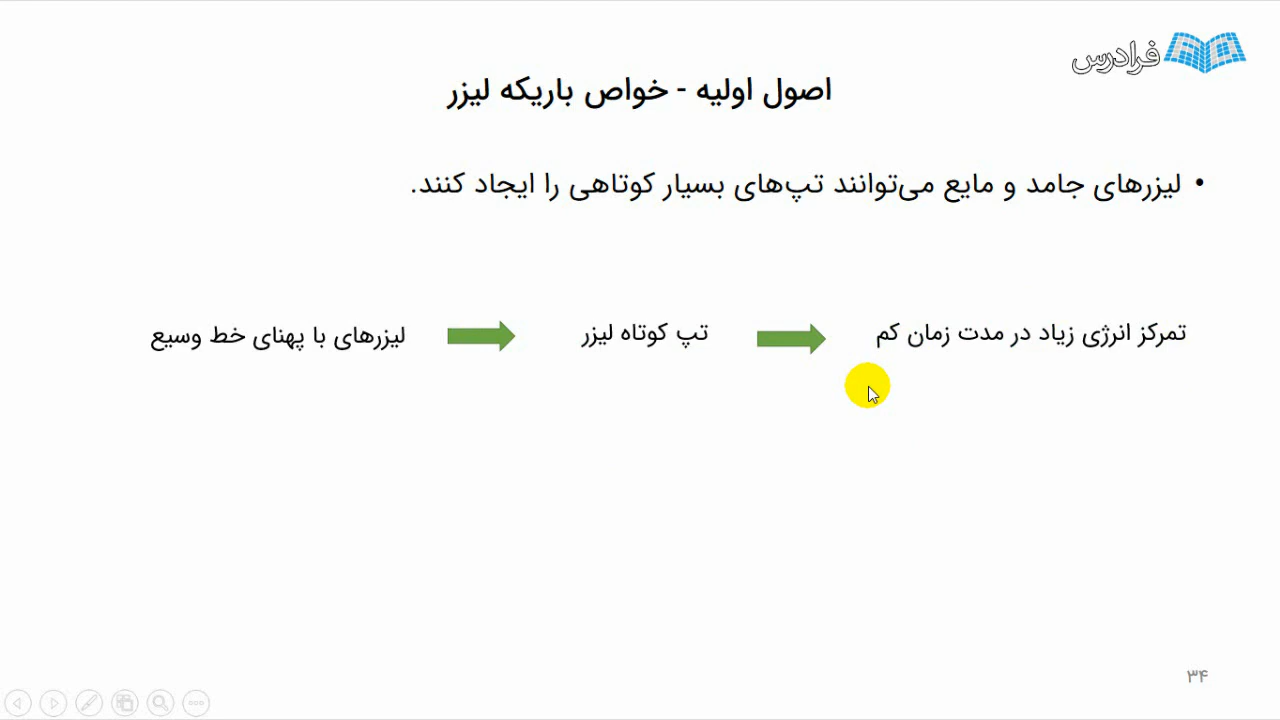 فرادرس
اصول اولیه - خواص باریکه لیزر
• لیزرهای جامد و مایع می‌توانند تپ‌های بسیار کوتاهی را ایجاد کنند.
لیزرهای با پهنای خط وسیع
تپ کوتاه لیزر
تمرکز انرژی زیاد در مدت زمان کم
۳۴